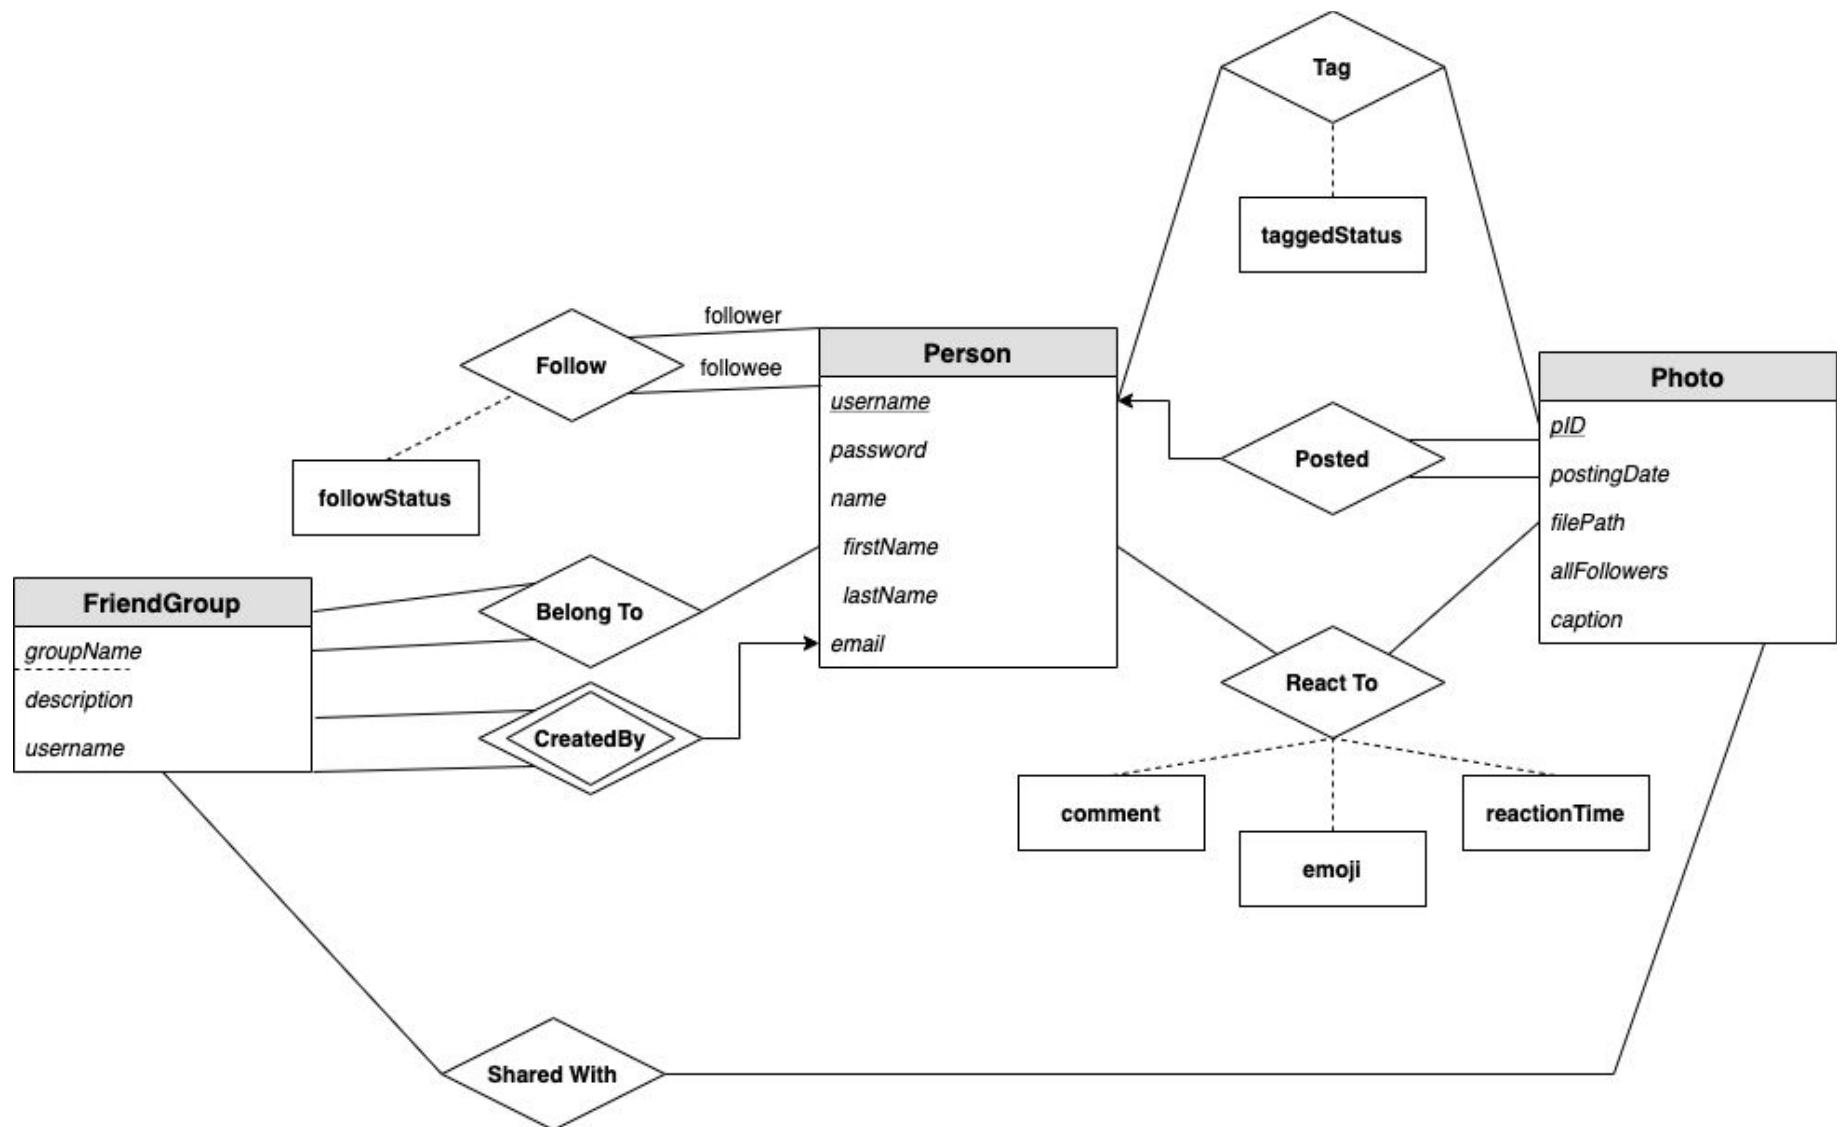 Tag
taggedStatus
follower
Follow
followee
followStatus
Person
username
password
name
firstName
lastName
email
Posted
Photo
pID
postingDate
filePath
allFollowers
caption
FriendGroup
groupName
description
username
Belong To
CreatedBy
React To
comment
emoji
reactionTime
Shared With